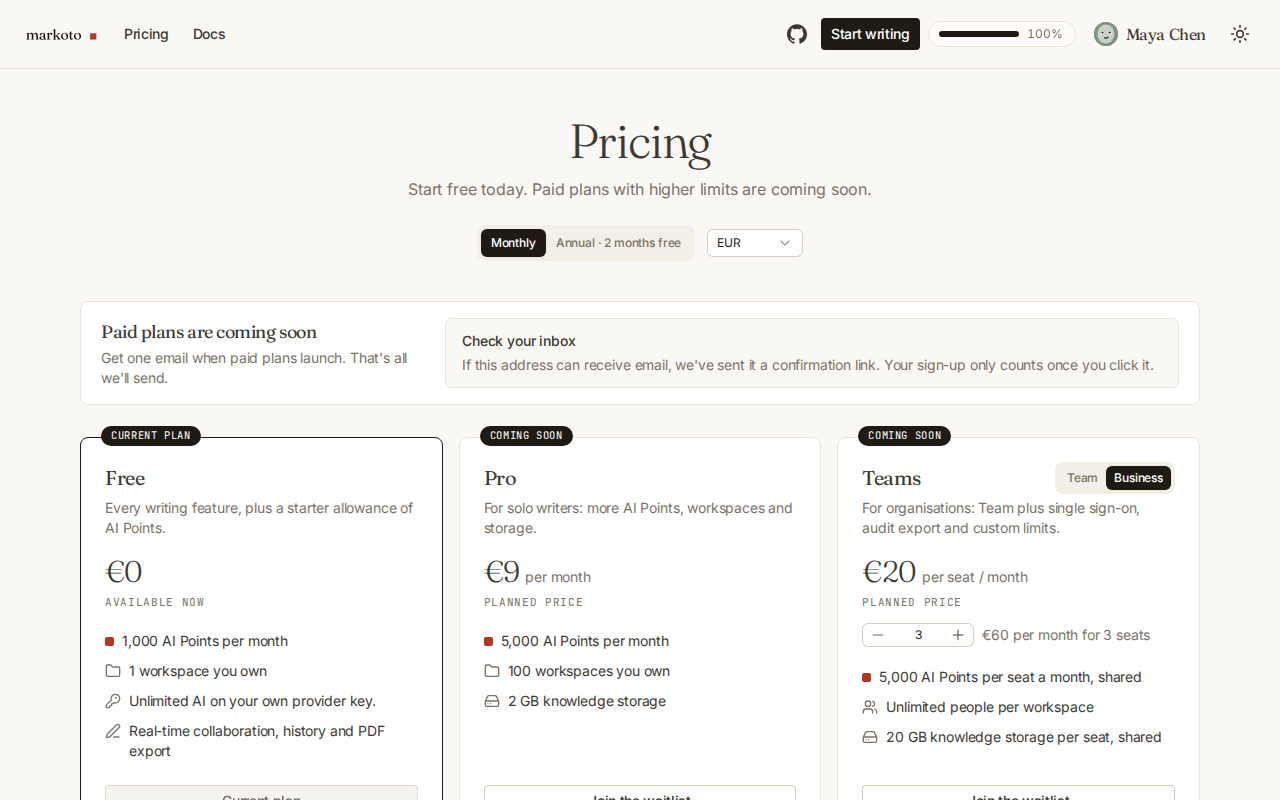 markoto
Pricing
Docs
Start writing
100%
Maya Chen
Pricing
Start free today. Paid plans with higher limits are coming soon.
Monthly
Annual · 2 months free
EUR
Paid plans are coming soon
Get one email when paid plans launch. That's all
we'll send.
Check your inbox
If this address can receive email, we've sent it a confirmation link. Your sign-up only counts once you click it.
CURRENT PLAN
Free
Every writing feature, plus a starter allowance of
AI Points.
€0
AVAILABLE NOW
1,000 AI Points per month
1 workspace you own
Unlimited AI on your own provider key.
Real-time collaboration, history and PDF
export
Current plan
COMING SOON
Pro
For solo writers: more AI Points, workspaces and
storage.
€9 per month
PLANNED PRICE
5,000 AI Points per month
100 workspaces you own
2 GB knowledge storage
Join the waitlist
COMING SOON
Teams
Team
Business
For organisations: Team plus single sign-on,
audit export and custom limits.
€20 per seat / month
PLANNED PRICE
3
€60 per month for 3 seats
5,000 AI Points per seat a month, shared
Unlimited people per workspace
20 GB knowledge storage per seat, shared
Join the waitlist